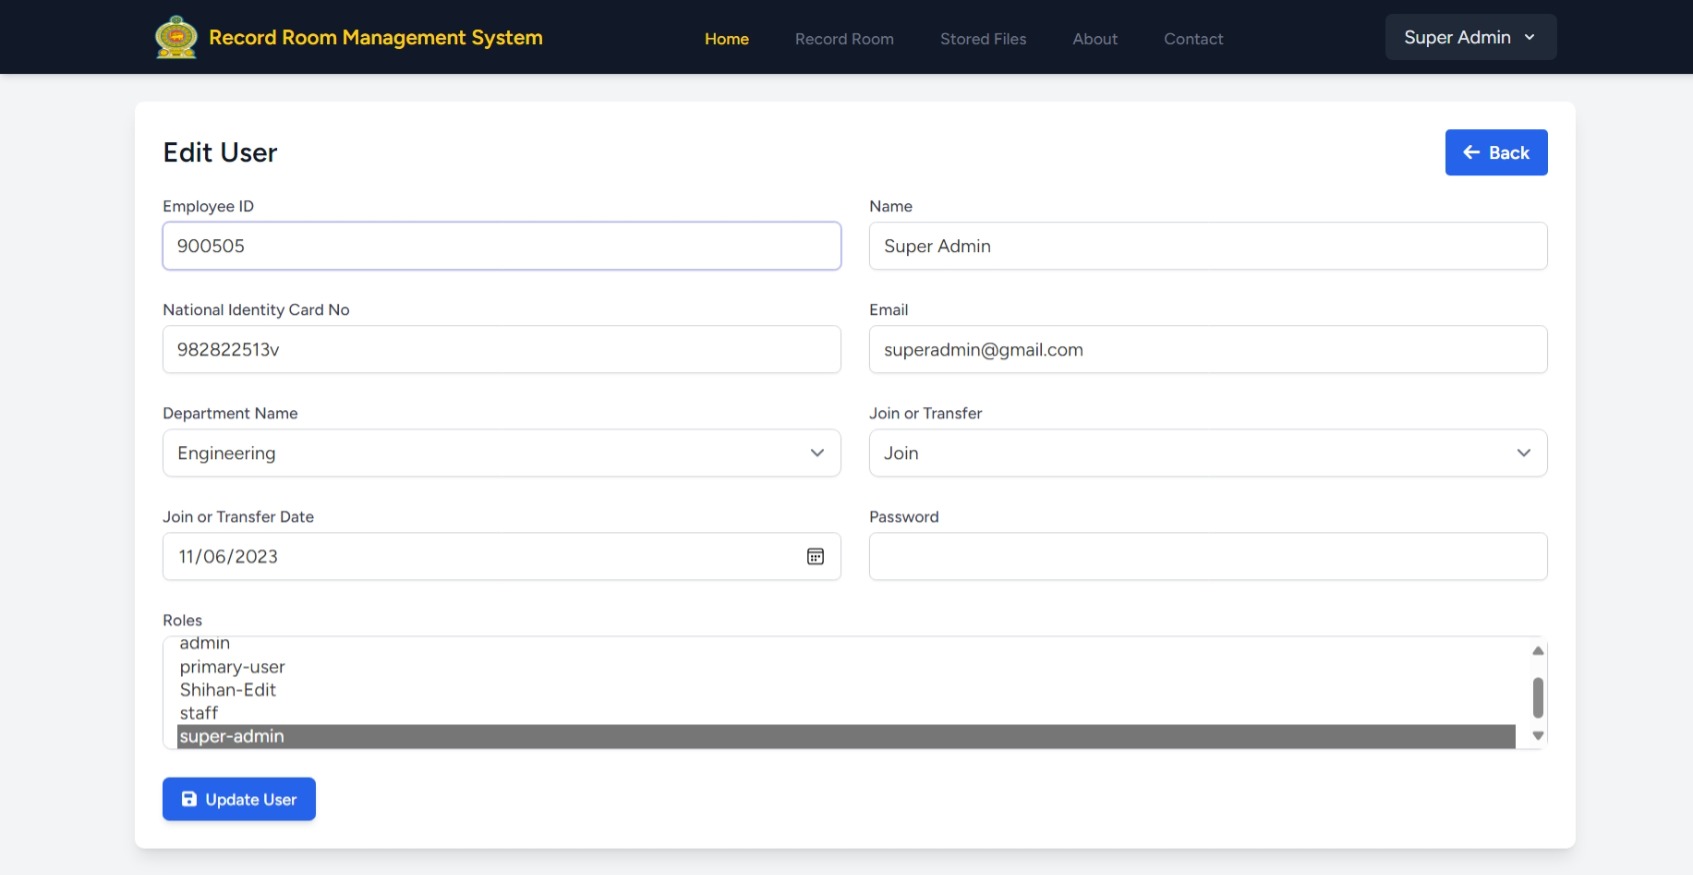 Record Room Management System
Home
Record Room
Stored Files
About
Contact
Super Admin
Edit User
Back
Employee ID
Name
900505
Super Admin
National Identity Card No
Email
982822513v
superadmin@gmail.com
Department Name
Join or Transfer
Engineering
Join
Join or Transfer Date
Password
11/06/2023
Roles
admin
primary-user
Shihan-Edit
staff
super-admin
Update User